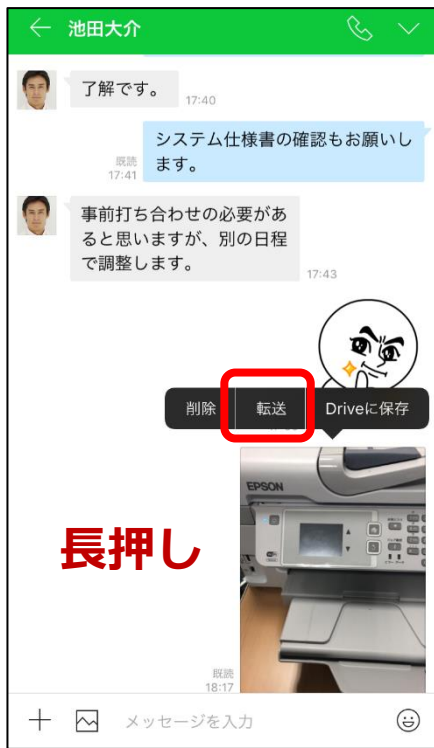 池田大介
了解です。
17:40
システム仕様書の確認もお願いし
ます。
既読
17:41
事前打ち合わせの必要があ
ると思いますが、別の日程
で調整します。
17:43
削除 転送 Driveに保存
EPSON
長押し
既読
18:17
メッセージを入力